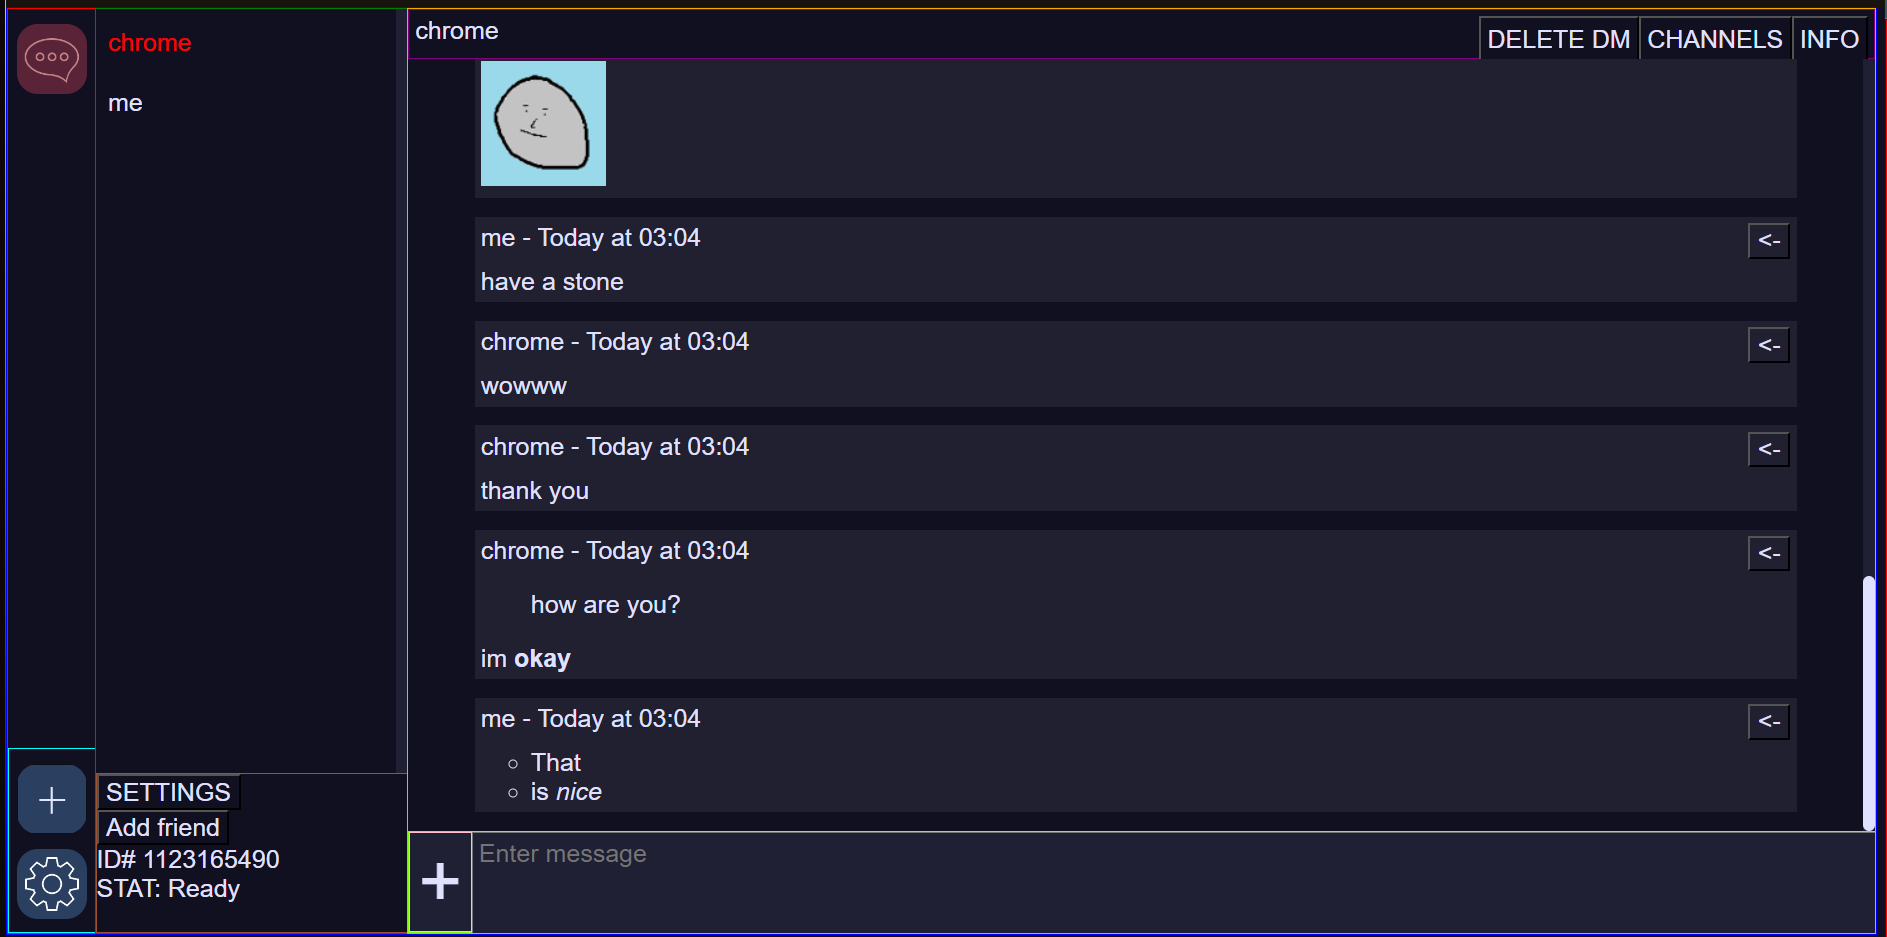 chrome
me
SETTINGS
Add friend
ID# 1123165490
STAT: Ready
chrome
DELETE DM
CHANNELS
INFO
me - Today at 03:04
<-
have a stone
chrome - Today at 03:04
<-
wowww
chrome - Today at 03:04
<-
thank you
chrome - Today at 03:04
<-
how are you?
im okay
me - Today at 03:04
<-
That
is nice
+
Enter message